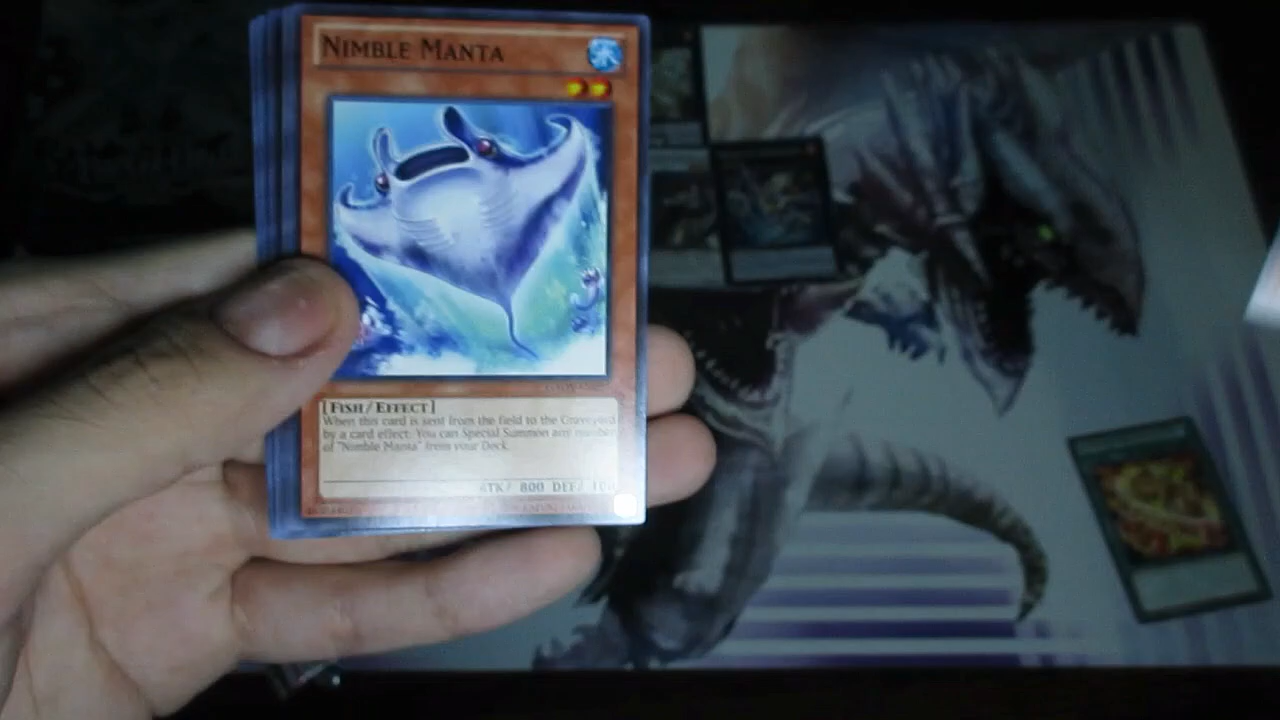 NIMBLE MANTA
[FISH/EFFECT]
When this card is sent from the field to the Graveyard
by a card effect: You can Special Summon any number
of "Nimble Manta" from your Deck.
ATK/ 800 DEF/ 100